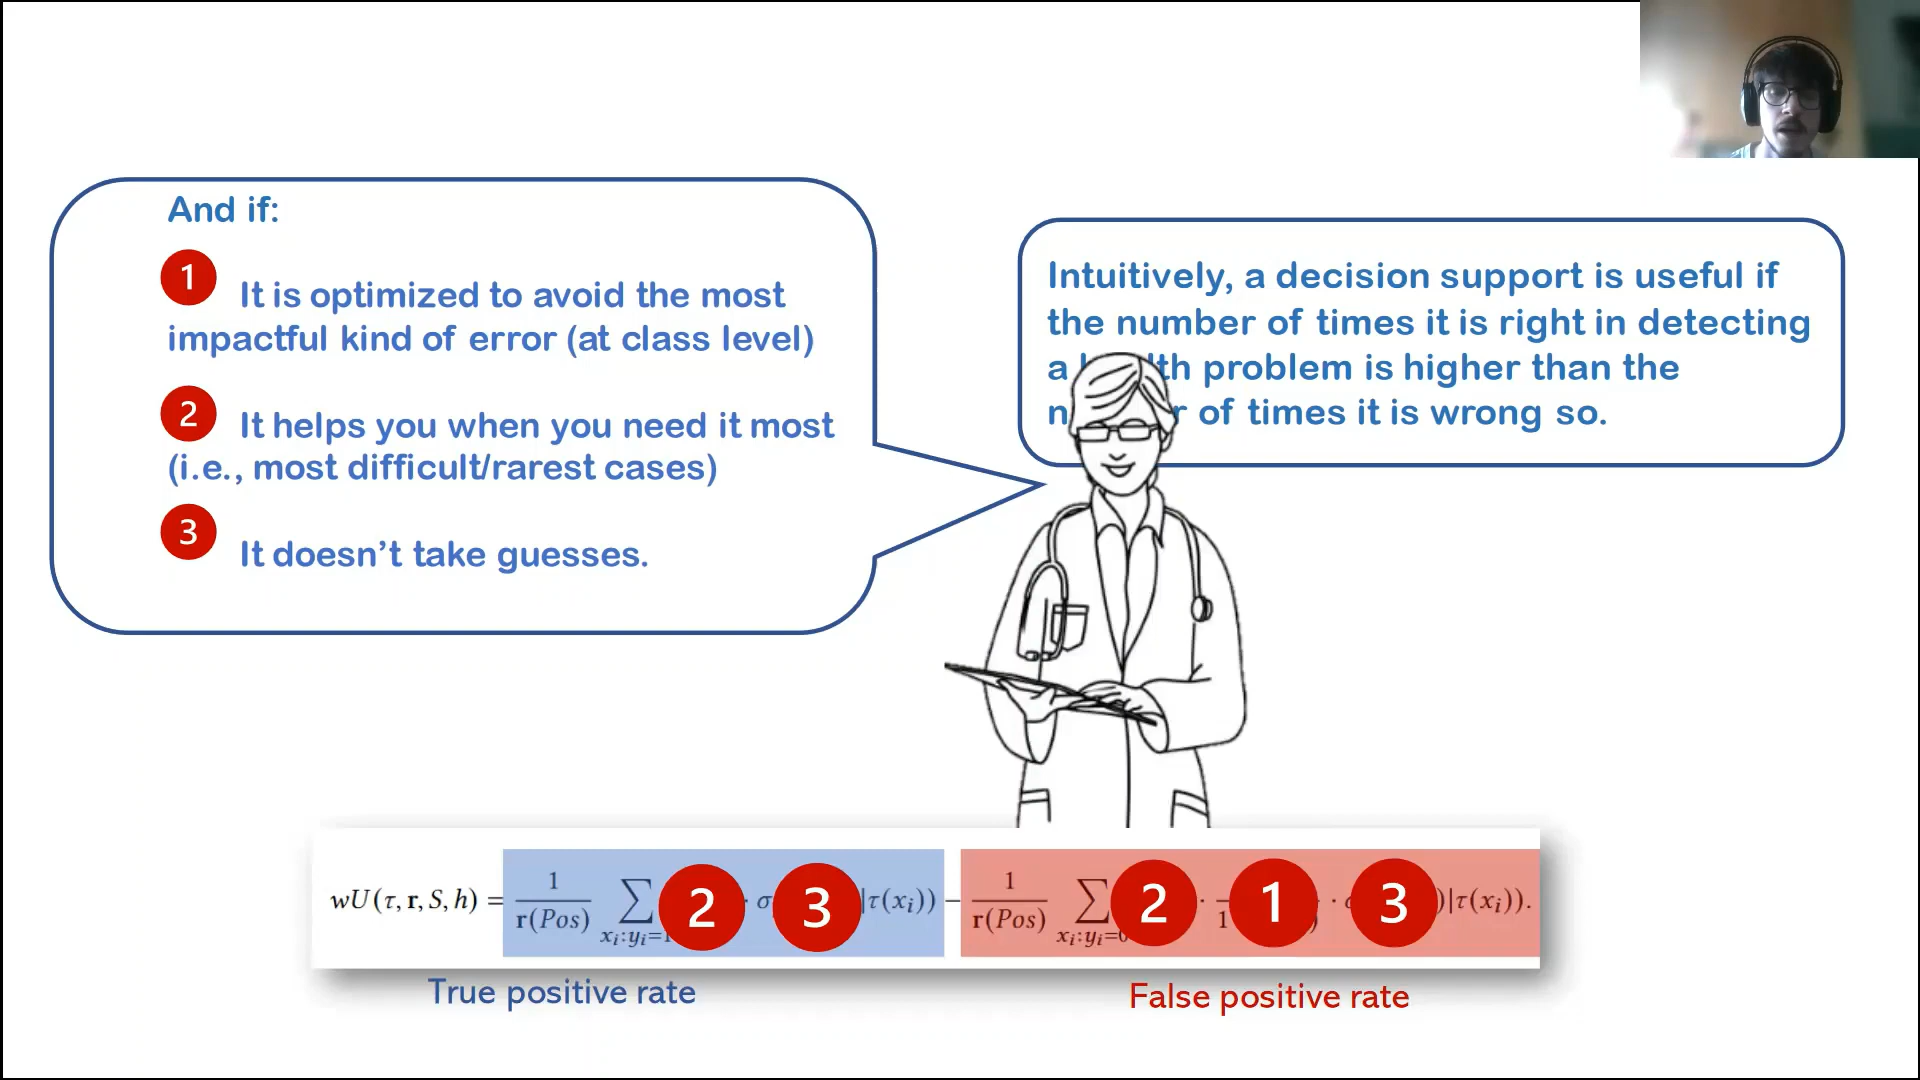 And if:
1
It is optimized to avoid the most
impactful kind of error (at class level)
2
It helps you when you need it most
(i.e., most difficult/rarest cases)
3
It doesn’t take guesses.
Intuitively, a decision support is useful if
the number of times it is right in detecting
a problem is higher than the
of times it is wrong so.
wU(τ, r, S, h) = 1/r(Pos) ∑ xᵢ:yᵢ= 2 · σ 3 |τ(xᵢ)) − 1/r(Pos) ∑ xᵢ:yᵢ= 2 · 1 · 3 )|τ(xᵢ)).
True positive rate
False positive rate